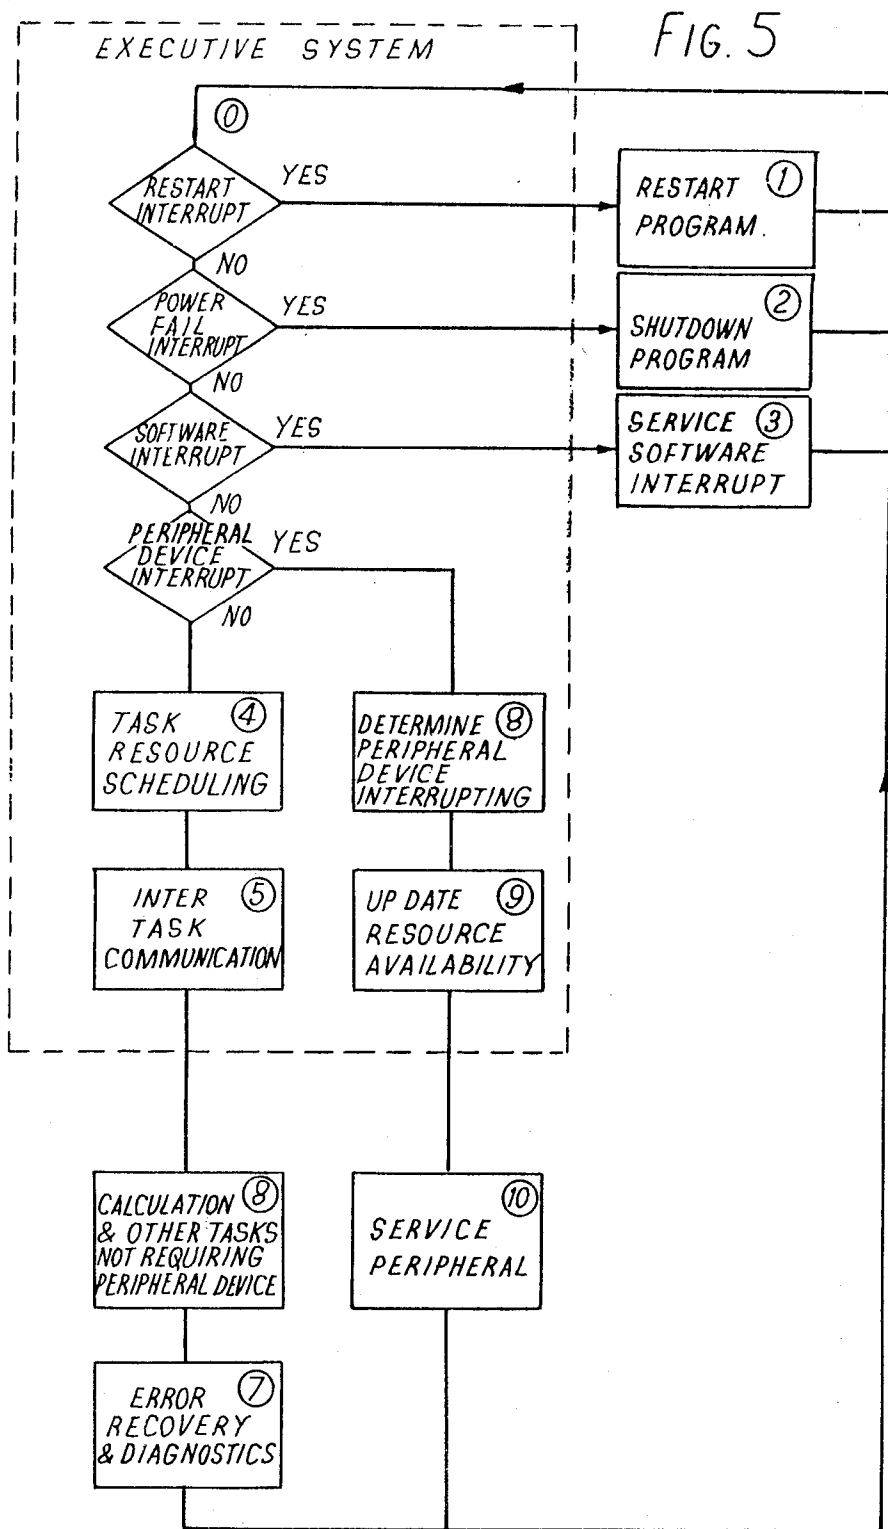 FIG. 5
EXECUTIVE SYSTEM
0
RESTART
INTERRUPT
YES
NO
1
RESTART
PROGRAM.
POWER
FAIL
INTERRUPT
YES
NO
2
SHUTDOWN
PROGRAM
SOFTWARE
INTERRUPT
YES
NO
SERVICE 3
SOFTWARE
INTERRUPT
PERIPHERAL
DEVICE
INTERRUPT
YES
NO
TASK 4
RESOURCE
SCHEDULING
DETERMINE 8
PERIPHERAL
DEVICE
INTERRUPTING
INTER 5
TASK
COMMUNICATION
UP DATE 9
RESOURCE
AVAILABILITY
CALCULATION 8
& OTHER TASKS
NOT REQUIRING
PERIPHERAL DEVICE
10
SERVICE
PERIPHERAL
ERROR 7
RECOVERY
& DIAGNOSTICS